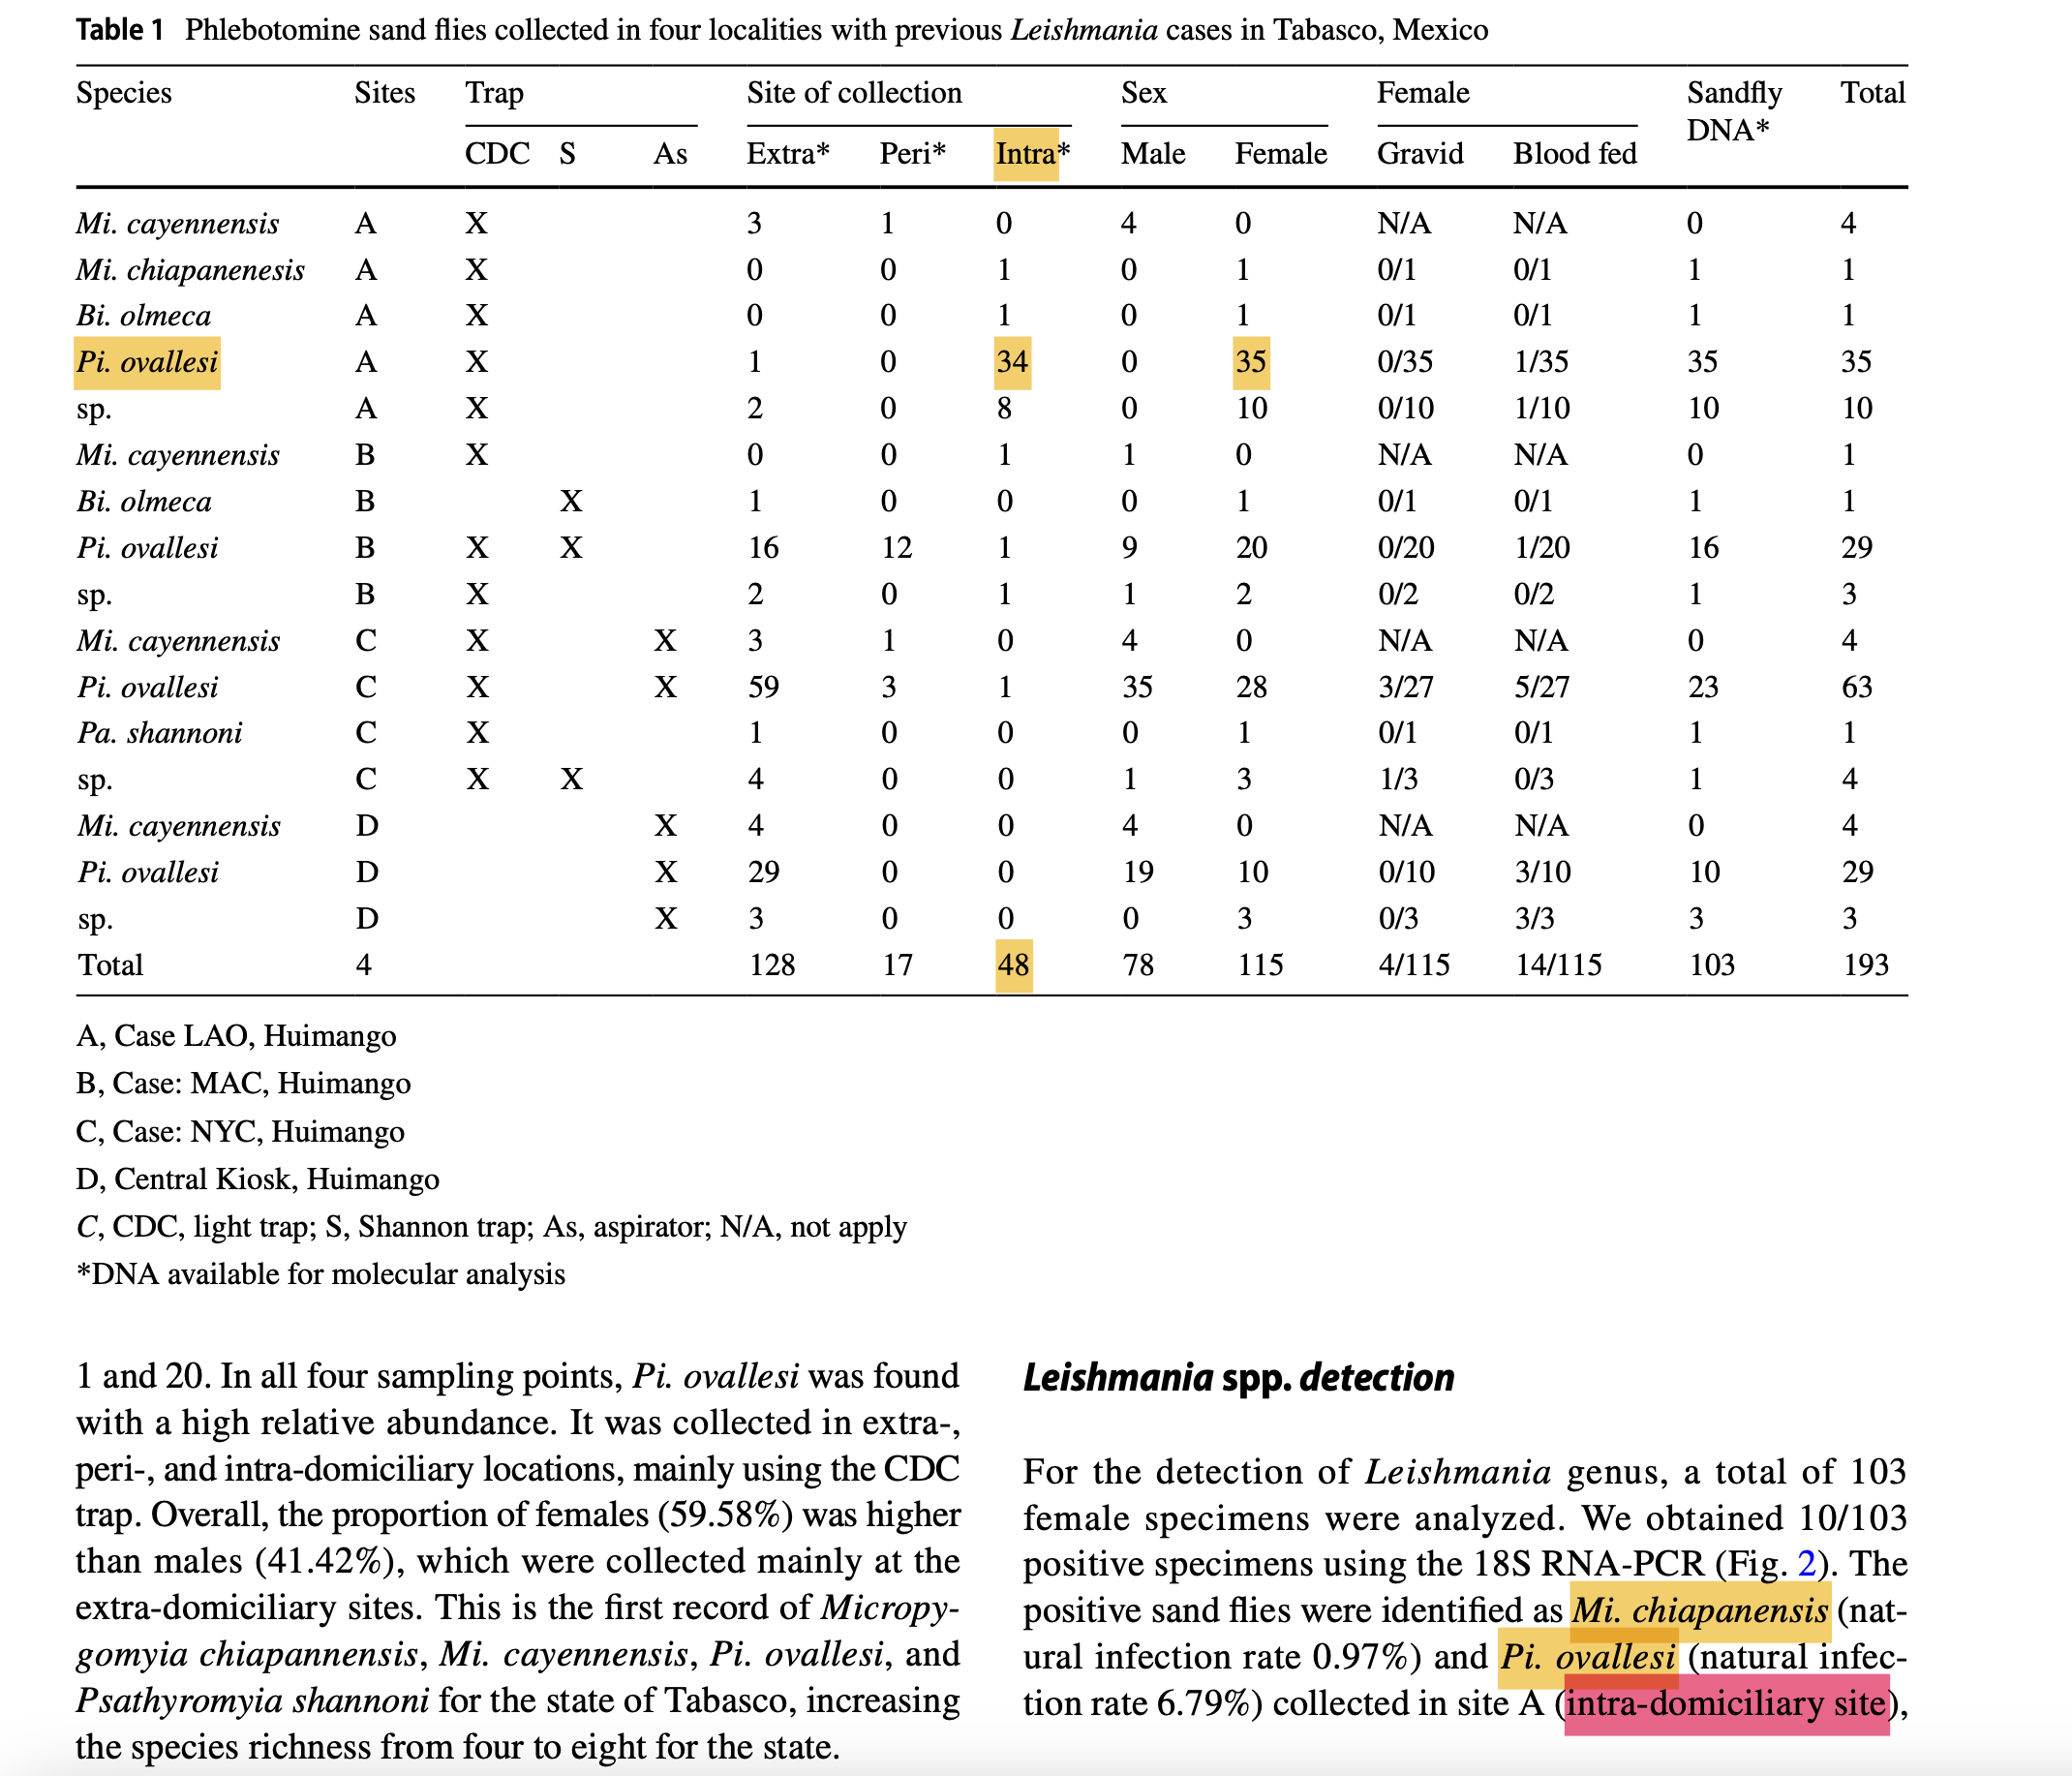 Table 1 Phlebotomine sand flies collected in four localities with previous Leishmania cases in Tabasco, Mexico
Species Sites Trap Site of collection Sex Female Sandfly DNA* Total
CDC S As Extra* Peri* Intra* Male Female Gravid Blood fed
Mi. cayennensis A X 3 1 0 4 0 N/A N/A 0 4
Mi. chiapanenesis A X 0 0 1 0 1 0/1 0/1 1 1
Bi. olmeca A X 0 0 1 0 1 0/1 0/1 1 1
Pi. ovallesi A X 1 0 34 0 35 0/35 1/35 35 35
sp. A X 2 0 8 0 10 0/10 1/10 10 10
Mi. cayennensis B X 0 0 1 1 0 N/A N/A 0 1
Bi. olmeca B X 1 0 0 0 1 0/1 0/1 1 1
Pi. ovallesi B X X 16 12 1 9 20 0/20 1/20 16 29
sp. B X 2 0 1 1 2 0/2 0/2 1 3
Mi. cayennensis C X X 3 1 0 4 0 N/A N/A 0 4
Pi. ovallesi C X X 59 3 1 35 28 3/27 5/27 23 63
Pa. shannoni C X 1 0 0 0 1 0/1 0/1 1 1
sp. C X X 4 0 0 1 3 1/3 0/3 1 4
Mi. cayennensis D X 4 0 0 4 0 N/A N/A 0 4
Pi. ovallesi D X 29 0 0 19 10 0/10 3/10 10 29
sp. D X 3 0 0 0 3 0/3 3/3 3 3
Total 4 128 17 48 78 115 4/115 14/115 103 193
A, Case LAO, Huimango
B, Case: MAC, Huimango
C, Case: NYC, Huimango
D, Central Kiosk, Huimango
C, CDC, light trap; S, Shannon trap; As, aspirator; N/A, not apply
*DNA available for molecular analysis
1 and 20. In all four sampling points, Pi. ovallesi was found
with a high relative abundance. It was collected in extra-,
peri-, and intra-domiciliary locations, mainly using the CDC
trap. Overall, the proportion of females (59.58%) was higher
than males (41.42%), which were collected mainly at the
extra-domiciliary sites. This is the first record of Micropy-
gomyia chiapannensis, Mi. cayennensis, Pi. ovallesi, and
Psathyromyia shannoni for the state of Tabasco, increasing
the species richness from four to eight for the state.
Leishmania spp. detection
For the detection of Leishmania genus, a total of 103
female specimens were analyzed. We obtained 10/103
positive specimens using the 18S RNA-PCR (Fig. 2). The
positive sand flies were identified as Mi. chiapanensis (nat-
ural infection rate 0.97%) and Pi. ovallesi (natural infec-
tion rate 6.79%) collected in site A (intra-domiciliary site),